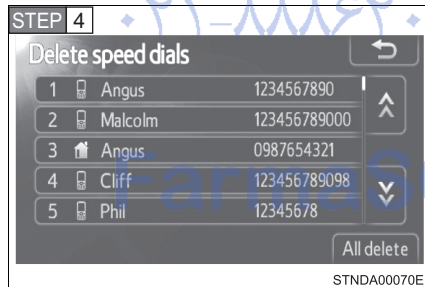 STEP 4
Delete speed dials
1 Angus 1234567890
2 Malcolm 123456789000
3 Angus 0987654321
4 Cliff 123456789098
5 Phil 12345678
All delete
STNDA00070E